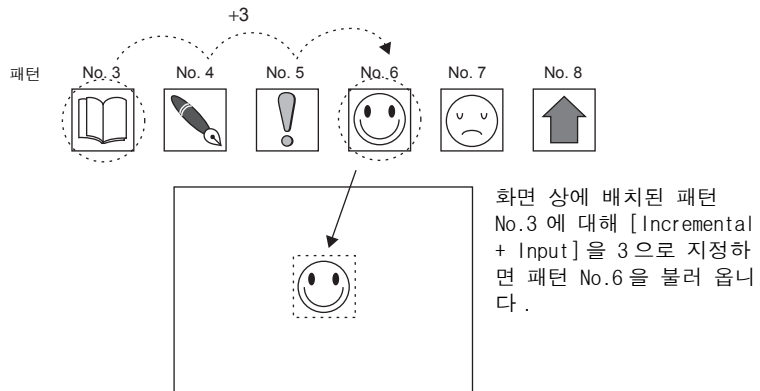 +3
패턴 No. 3 No. 4 No. 5 No. 6 No. 7 No. 8
화면 상에 배치된 패턴
No.3 에 대해 [Incremental
+ Input] 을 3 으로 지정하
면 패턴 No.6 을 불러 옵니
다 .